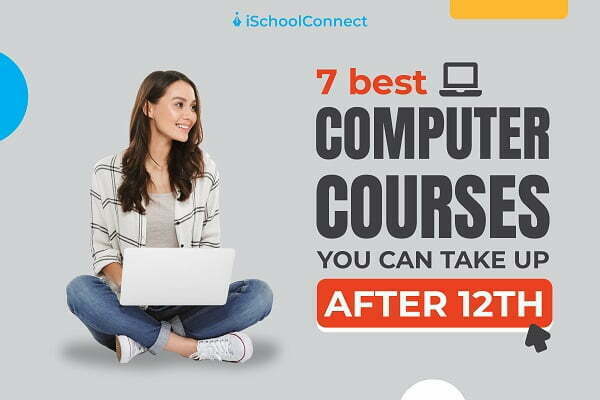 iSchoolConnect
7 best
COMPUTER
COURSES
YOU CAN TAKE UP
AFTER 12TH